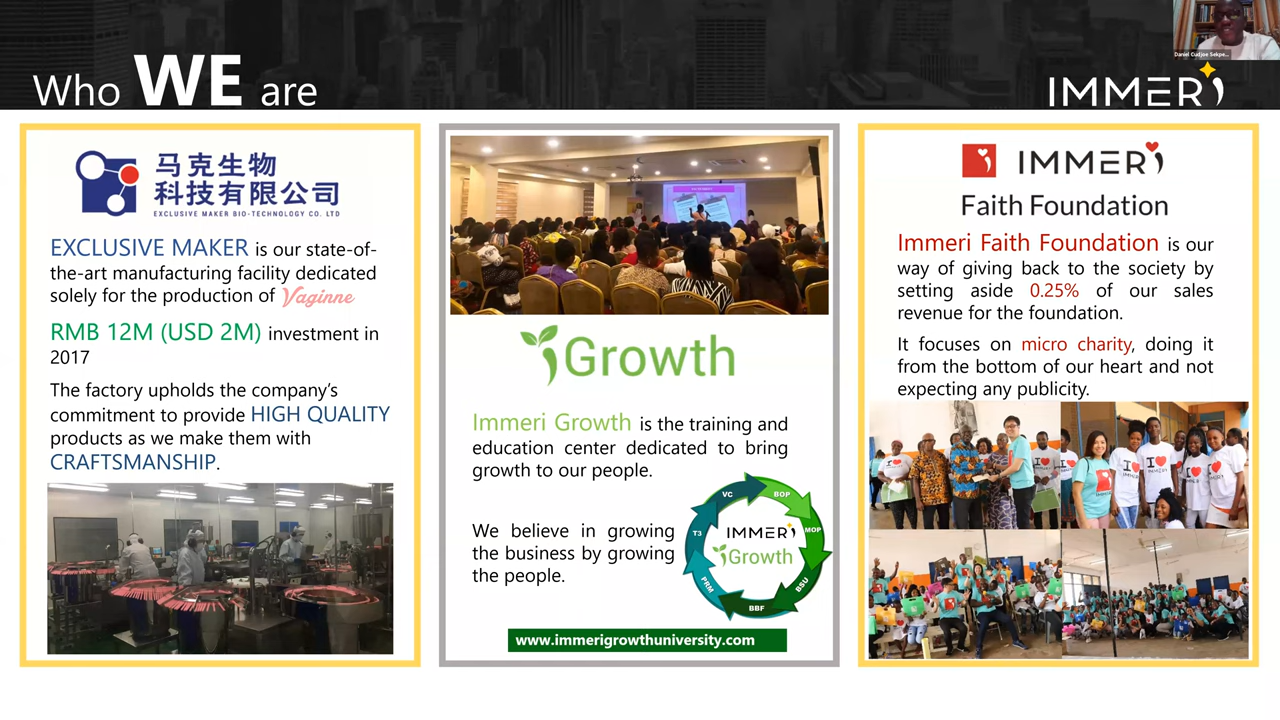 Daniel Cudjoe Sekpe...
Who WE are
IMMERI
马克生物
科技有限公司
EXCLUSIVE MAKER BIO-TECHNOLOGY CO. LTD
EXCLUSIVE MAKER is our state-of-
the-art manufacturing facility dedicated
solely for the production of Vaginne
RMB 12M (USD 2M) investment in
2017
The factory upholds the company's
commitment to provide HIGH QUALITY
products as we make them with
CRAFTSMANSHIP.
iGrowth
Immeri Growth is the training and
education center dedicated to bring
growth to our people.
We believe in growing
the business by growing
the people.
VC
BOP
MOP
BSU
BBF
PRM
T3
IMMERI
iGrowth
www.immerigrowthuniversity.com
IMMERI
Faith Foundation
Immeri Faith Foundation is our
way of giving back to the society by
setting aside 0.25% of our sales
revenue for the foundation.
It focuses on micro charity, doing it
from the bottom of our heart and not
expecting any publicity.